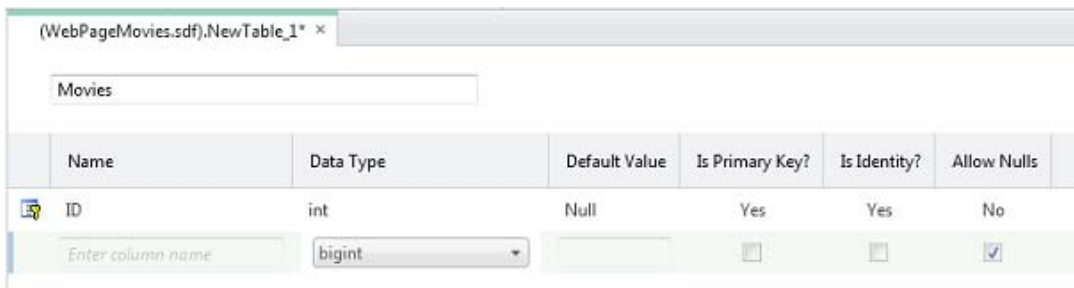 (WebPageMovies.sdf).NewTable_1* ×
Movies
Name Data Type Default Value Is Primary Key? Is Identity? Allow Nulls
ID int Null Yes Yes No
Enter column name bigint